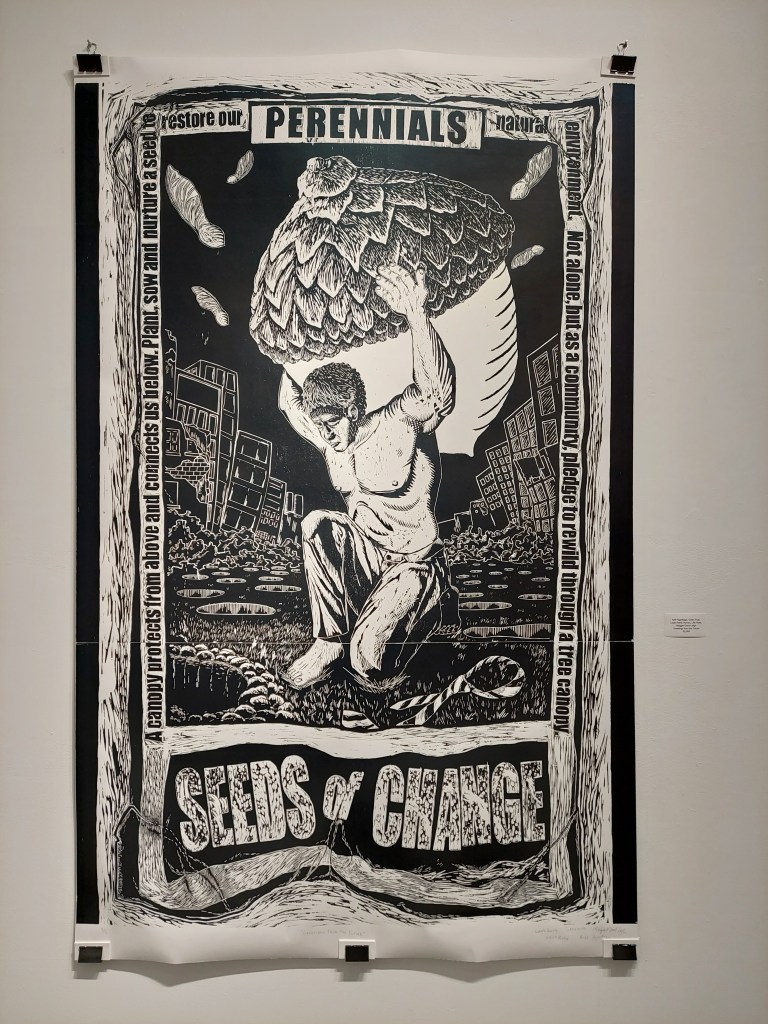 A canopy protects from above and connects us below. Plant, sow and nurture a seed to
restore our
PERENNIALS
natural
environment. Not alone, but as a community, pledge to rewild through a tree canopy
SEEDS of CHANGE